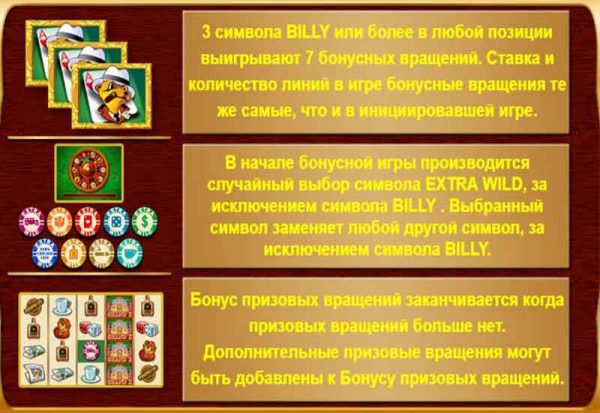 3 символа BILLY или более в любой позиции
выигрывают 7 бонусных вращений. Ставка и
количество линий в игре бонусные вращения те
же самые, что и в инициировавшей игре.
В начале бонусной игры производится
случайный выбор символа EXTRA WILD, за
исключением символа BILLY . Выбранный
символ заменяет любой другой символ, за
исключением символа BILLY.
Бонус призовых вращений заканчивается когда
призовых вращений больше нет.
Дополнительные призовые вращения могут
быть добавлены к Бонусу призовых вращений.